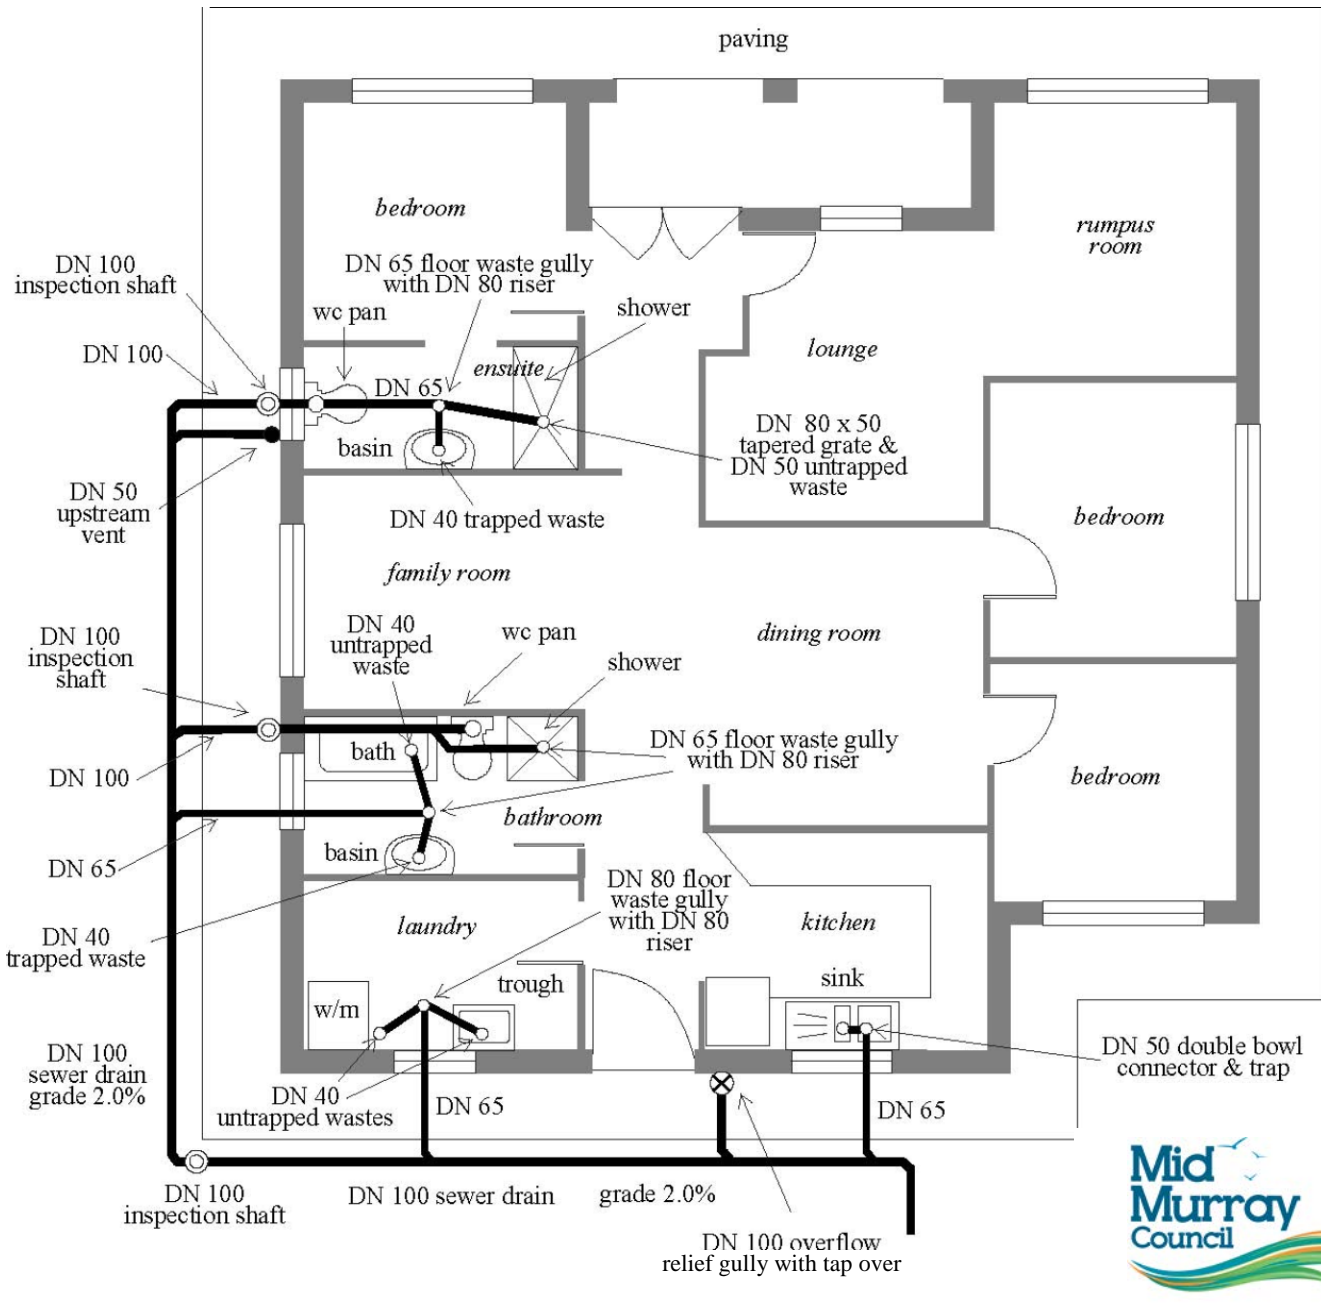 paving
bedroom
rumpus
room
DN 100
inspection shaft
DN 65 floor waste gully
with DN 80 riser
wc pan
shower
DN 100
lounge
ensuite
DN 65
basin
DN 80 x 50
tapered grate &
DN 50 untrapped
waste
DN 50
upstream
vent
DN 40 trapped waste
bedroom
family room
DN 40
untrapped
waste
wc pan
dining room
DN 100
inspection
shaft
shower
bath
DN 65 floor waste gully
with DN 80 riser
DN 100
bedroom
bathroom
basin
DN 65
DN 80 floor
waste gully
with DN 80
riser
laundry
kitchen
DN 40
trapped waste
trough
sink
w/m
DN 100
sewer drain
grade 2.0%
DN 50 double bowl
connector & trap
DN 40
untrapped wastes
DN 65
DN 65
DN 100
inspection shaft
DN 100 sewer drain
grade 2.0%
DN 100 overflow
relief gully with tap over
Mid
Murray
Council